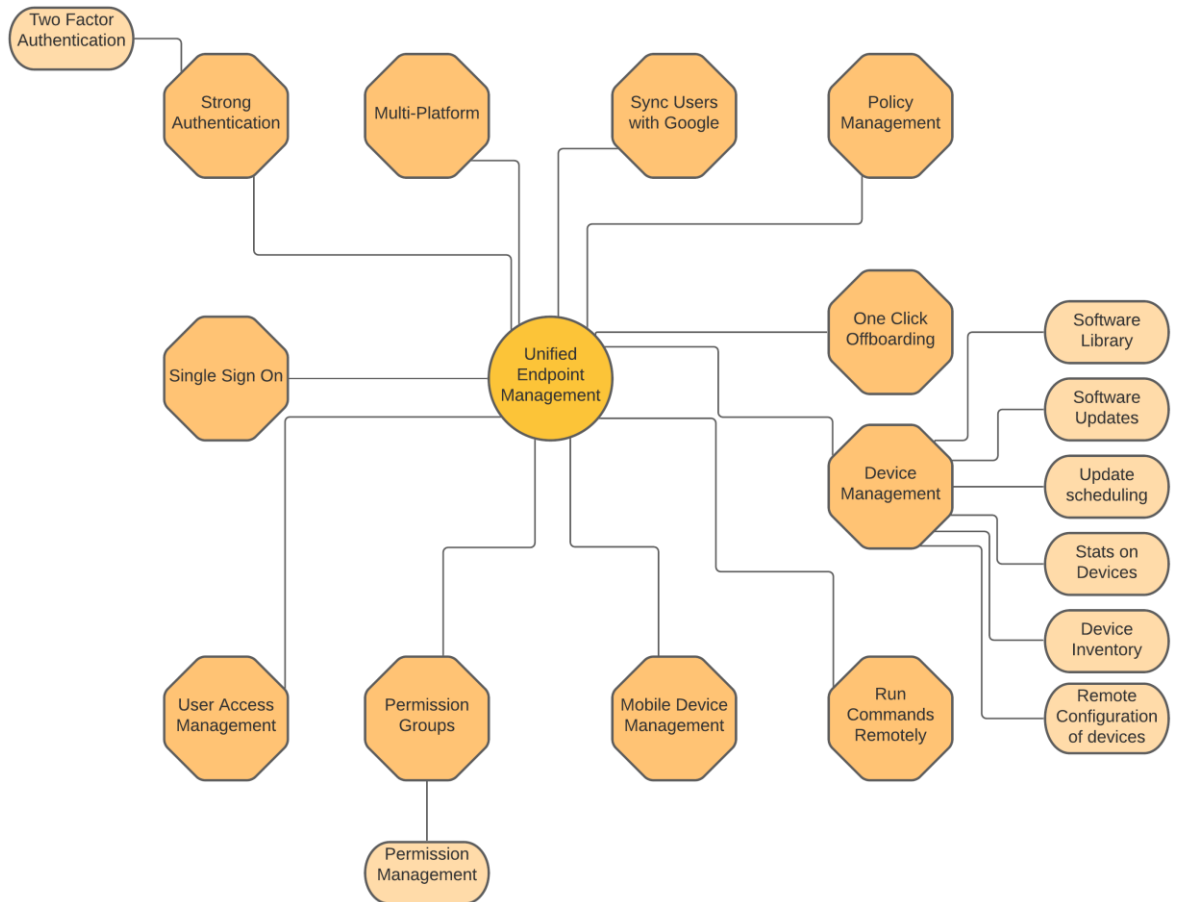 Two Factor
Authentication
Strong
Authentication
Multi-Platform
Sync Users
with Google
Policy
Management
One Click
Offboarding
Software
Library
Unified
Endpoint
Management
Single Sign On
Software
Updates
Device
Management
Update
scheduling
Stats on
Devices
Device
Inventory
Remote
Configuration
of devices
User Access
Management
Permission
Groups
Mobile Device
Management
Run
Commands
Remotely
Permission
Management